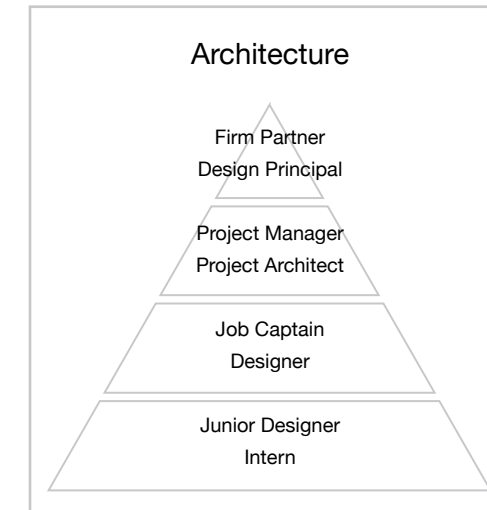 Architecture
Firm Partner
Design Principal
Project Manager
Project Architect
Job Captain
Designer
Junior Designer
Intern